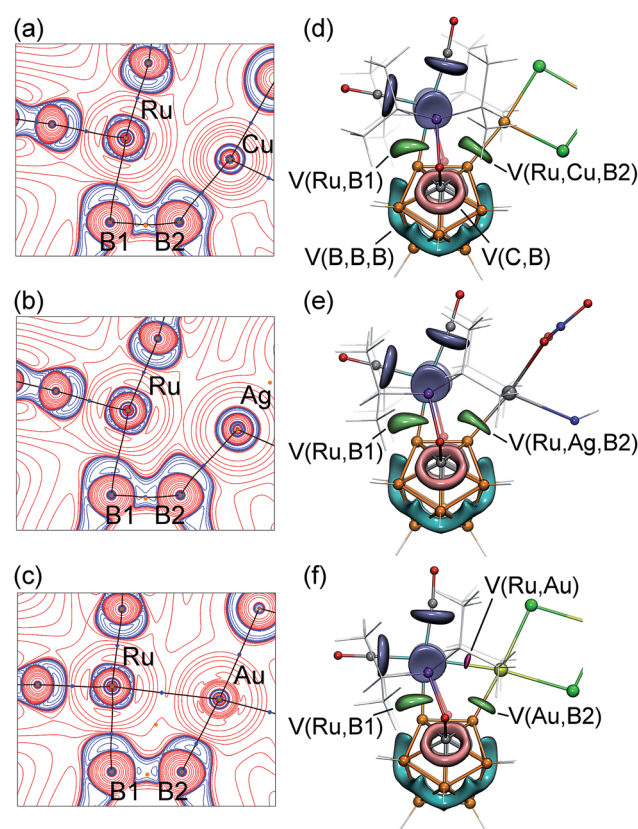 (a)
Ru
Cu
B1
B2
(d)
V(Ru,B1)
V(Ru,Cu,B2)
V(B,B,B)
V(C,B)
(b)
Ru
Ag
B1
B2
(e)
V(Ru,B1)
V(Ru,Ag,B2)
(c)
Ru
Au
B1
B2
(f)
V(Ru,Au)
V(Ru,B1)
V(Au,B2)